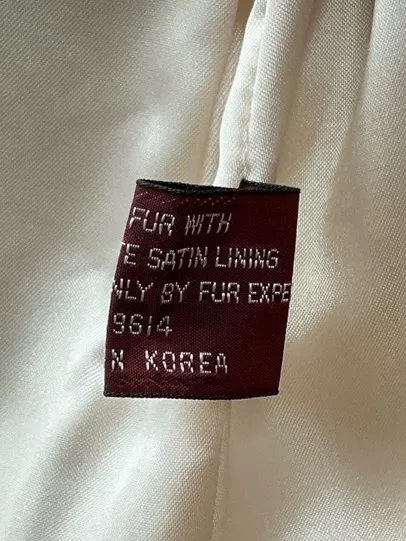 FUR WITH
TE SATIN LINING
NLY BY FUR EXPE
9614
N KOREA